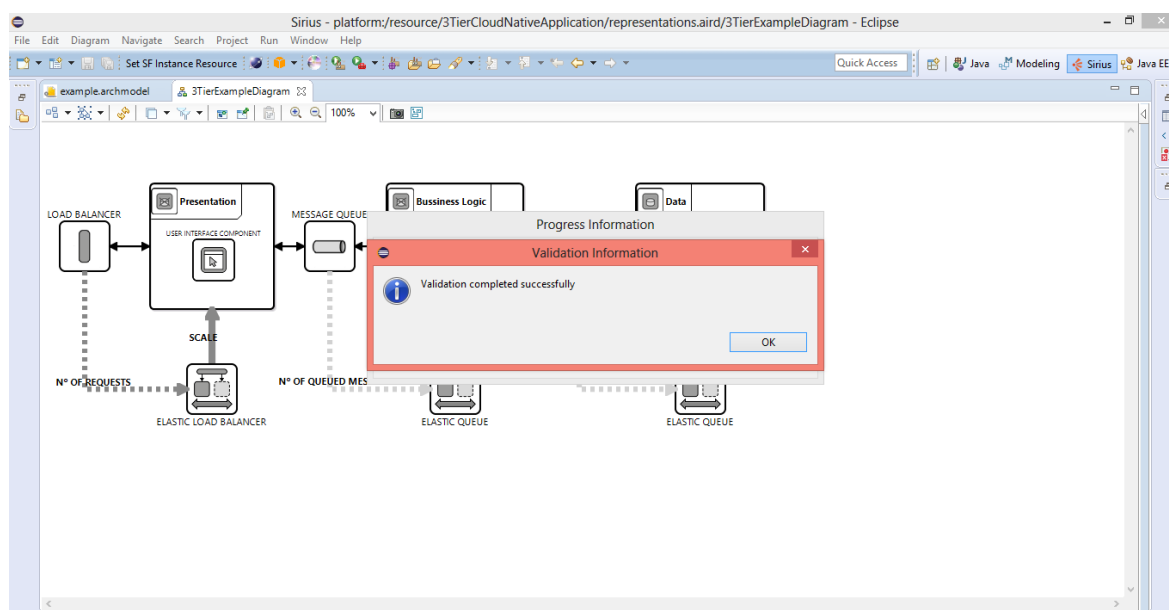 Sirius - platform:/resource/3TierCloudNativeApplication/representations.aird/3TierExampleDiagram - Eclipse
File Edit Diagram Navigate Search Project Run Window Help
Set SF Instance Resource Quick Access Java Modeling Sirius Java EE
example.archmodel 3TierExampleDiagram
100%
Presentation Bussiness Logic Data
LOAD BALANCER MESSAGE QUEUE
USER INTERFACE COMPONENT
Progress Information
Validation Information
Validation completed successfully
OK
SCALE
Nº OF REQUESTS Nº OF QUEUED MES
ELASTIC LOAD BALANCER ELASTIC QUEUE ELASTIC QUEUE